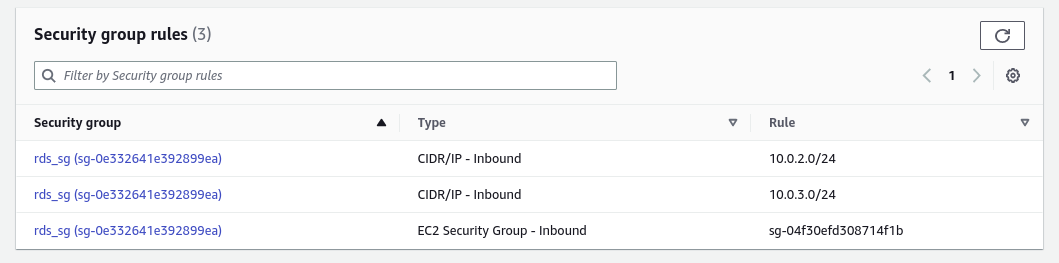 Security group rules (3)
Filter by Security group rules
1
Security group Type Rule
rds_sg (sg-0e332641e392899ea) CIDR/IP - Inbound 10.0.2.0/24
rds_sg (sg-0e332641e392899ea) CIDR/IP - Inbound 10.0.3.0/24
rds_sg (sg-0e332641e392899ea) EC2 Security Group - Inbound sg-04f30efd308714f1b